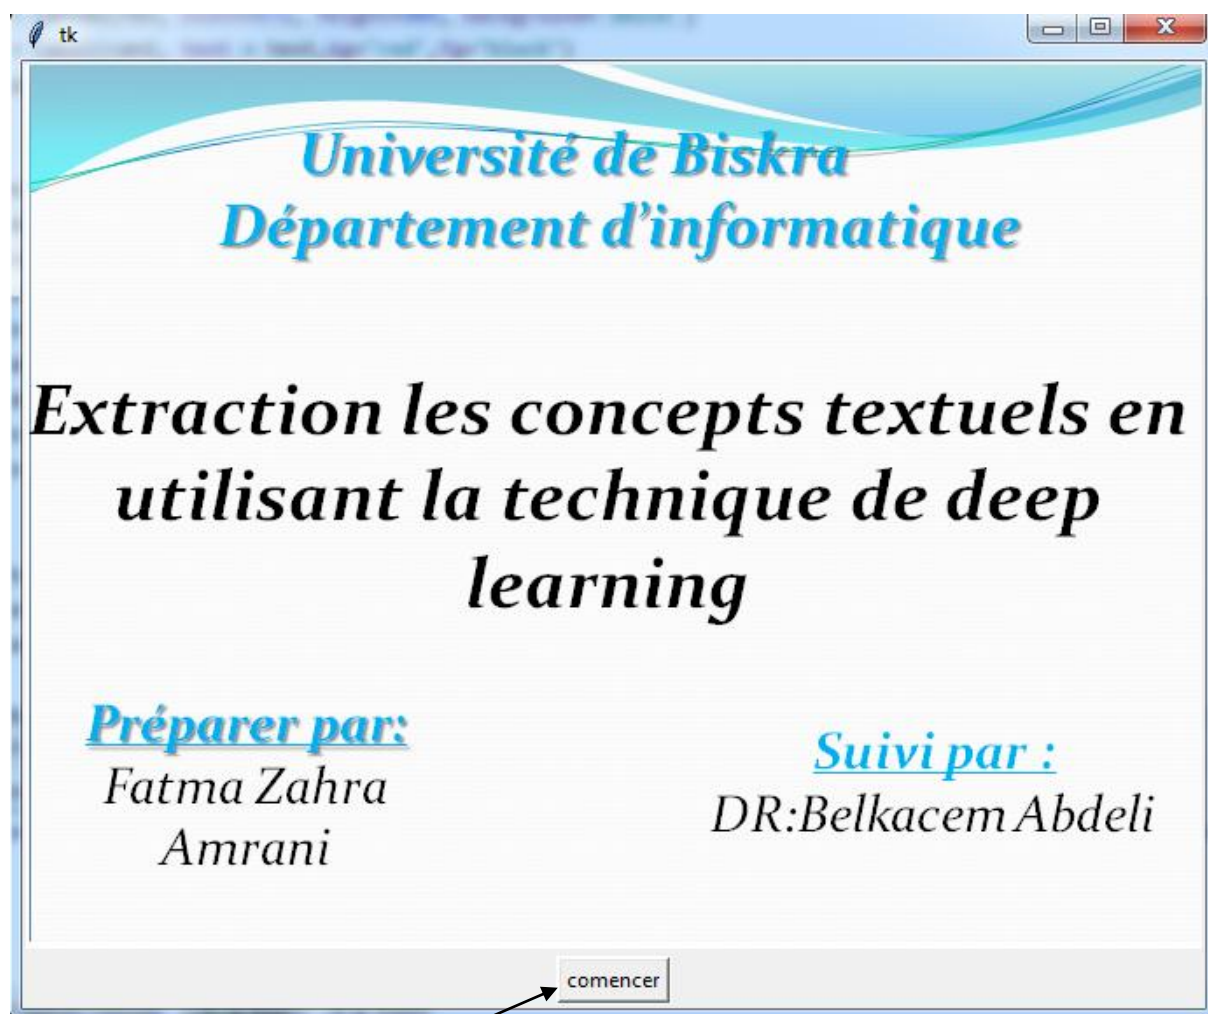 tk
Université de Biskra
Département d’informatique
Extraction les concepts textuels en
utilisant la technique de deep
learning
Préparer par:
Fatma Zahra
Amrani
Suivi par :
DR:Belkacem Abdeli
comencer